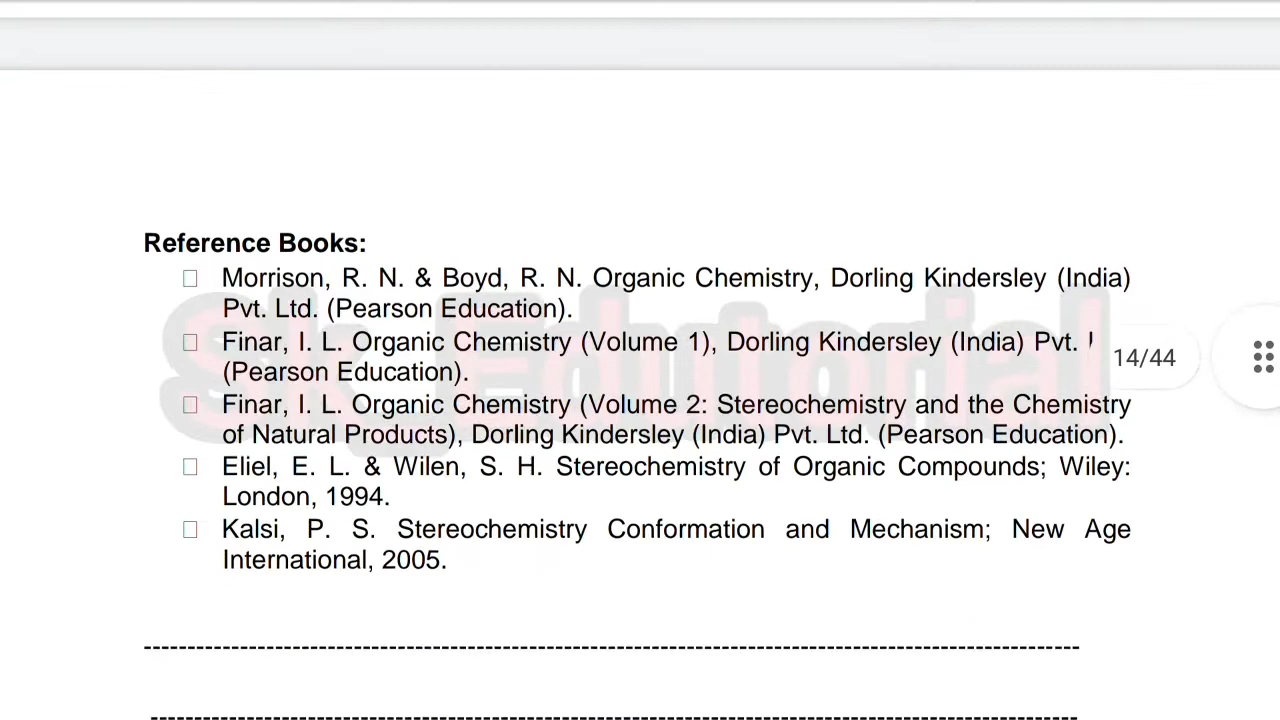 Reference Books:
Morrison, R. N. & Boyd, R. N. Organic Chemistry, Dorling Kindersley (India)
Pvt. Ltd. (Pearson Education).
Finar, I. L. Organic Chemistry (Volume 1), Dorling Kindersley (India) Pvt.
14/44
(Pearson Education).
Finar, I. L. Organic Chemistry (Volume 2: Stereochemistry and the Chemistry
of Natural Products), Dorling Kindersley (India) Pvt. Ltd. (Pearson Education).
Eliel, E. L. & Wilen, S. H. Stereochemistry of Organic Compounds; Wiley:
London, 1994.
Kalsi, P. S. Stereochemistry Conformation and Mechanism; New Age
International, 2005.
Sk Edutorial